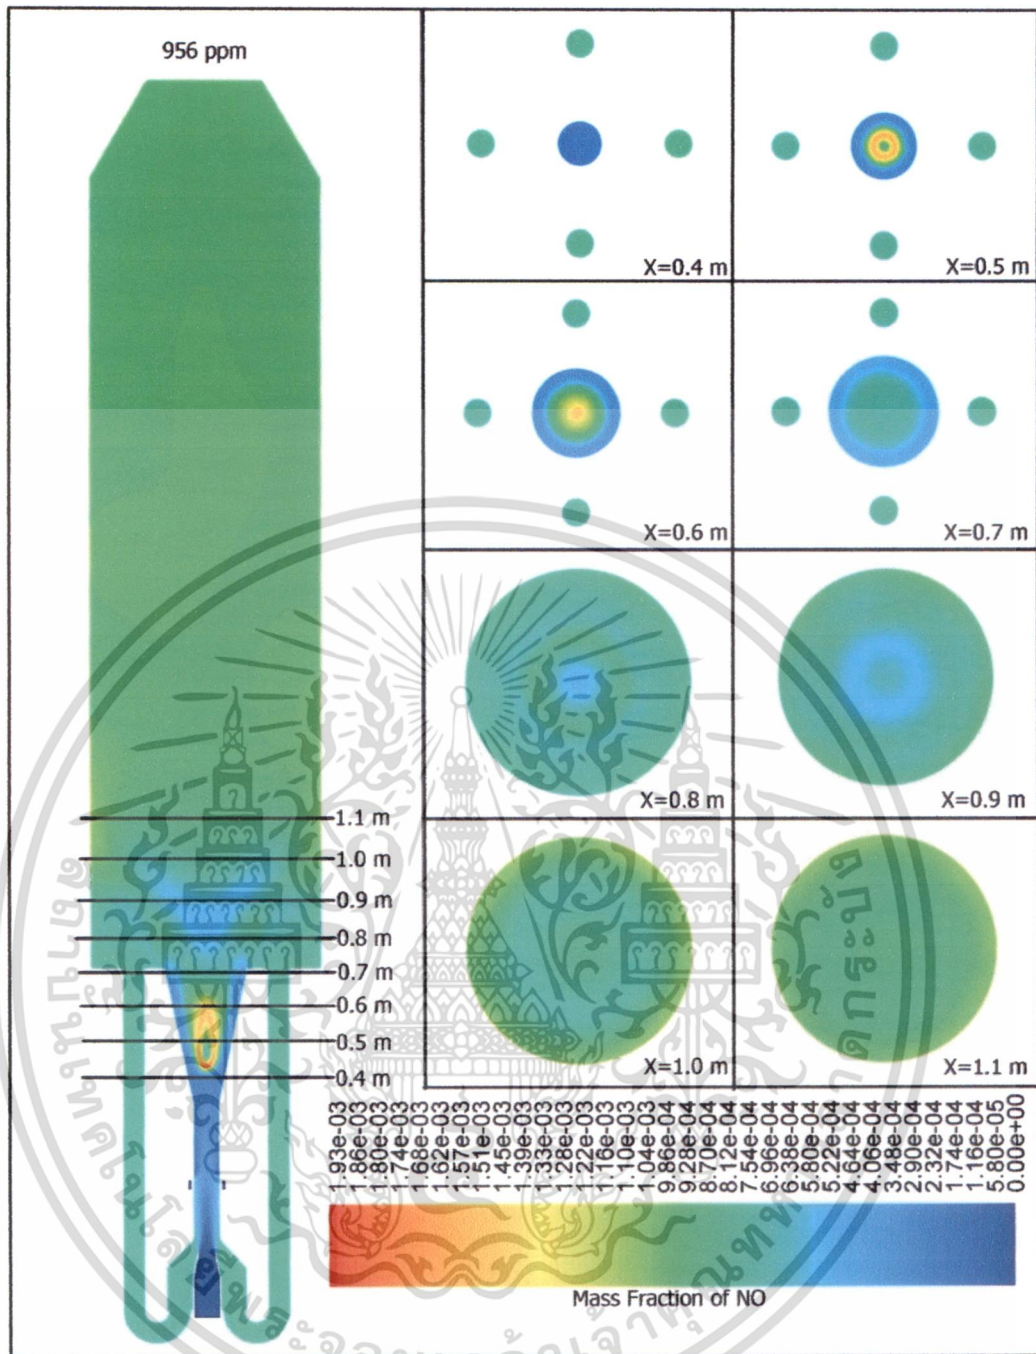 956 ppm
X=0.4 m
X=0.5 m
X=0.6 m
X=0.7 m
X=0.8 m
X=0.9 m
X=1.0 m
X=1.1 m
1.1 m
1.0 m
0.9 m
0.8 m
0.7 m
0.6 m
0.5 m
0.4 m
1.93e-03
1.86e-03
1.80e-03
1.74e-03
1.68e-03
1.62e-03
1.57e-03
1.51e-03
1.45e-03
1.39e-03
1.33e-03
1.28e-03
1.22e-03
1.16e-03
1.10e-03
1.04e-03
9.86e-04
9.28e-04
8.70e-04
8.12e-04
7.54e-04
6.96e-04
6.38e-04
5.80e-04
5.22e-04
4.64e-04
4.06e-04
3.48e-04
2.90e-04
2.32e-04
1.74e-04
1.16e-04
5.80e-05
0.00e+00
Mass Fraction of NO